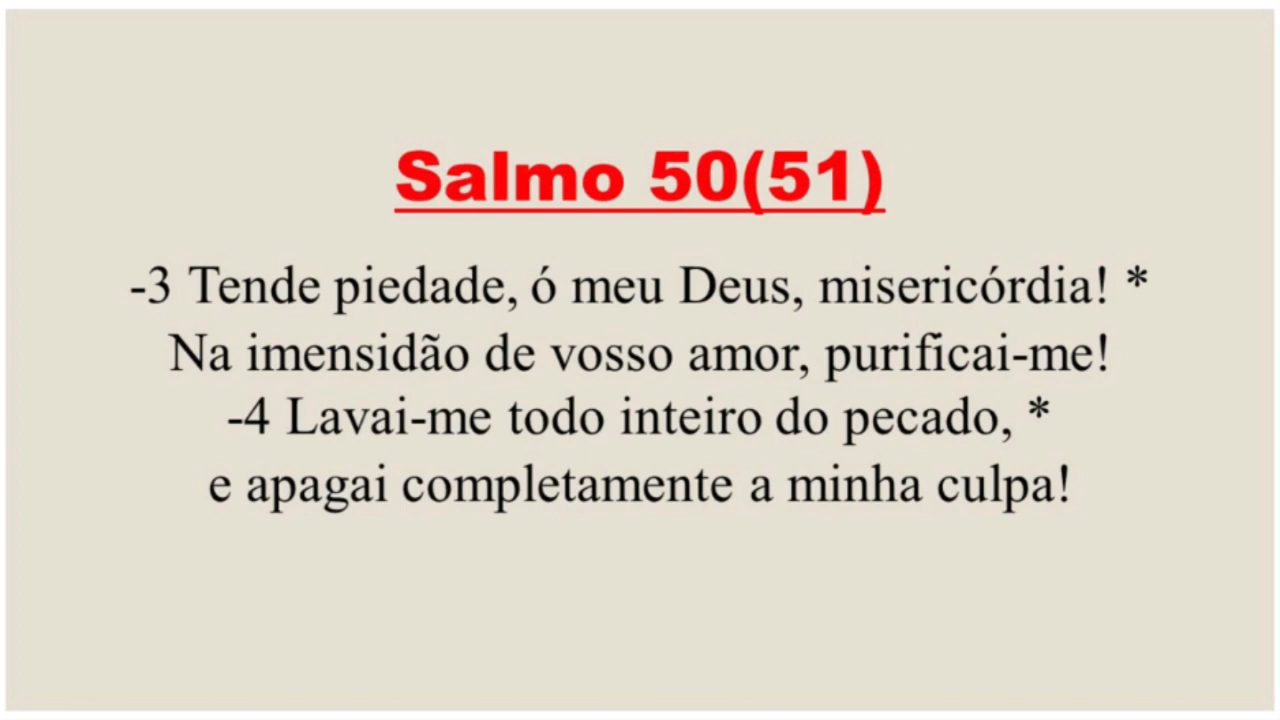 Salmo 50(51)
-3 Tende piedade, ó meu Deus, misericórdia! *
Na imensidão de vosso amor, purificai-me!
-4 Lavai-me todo inteiro do pecado, *
e apagai completamente a minha culpa!